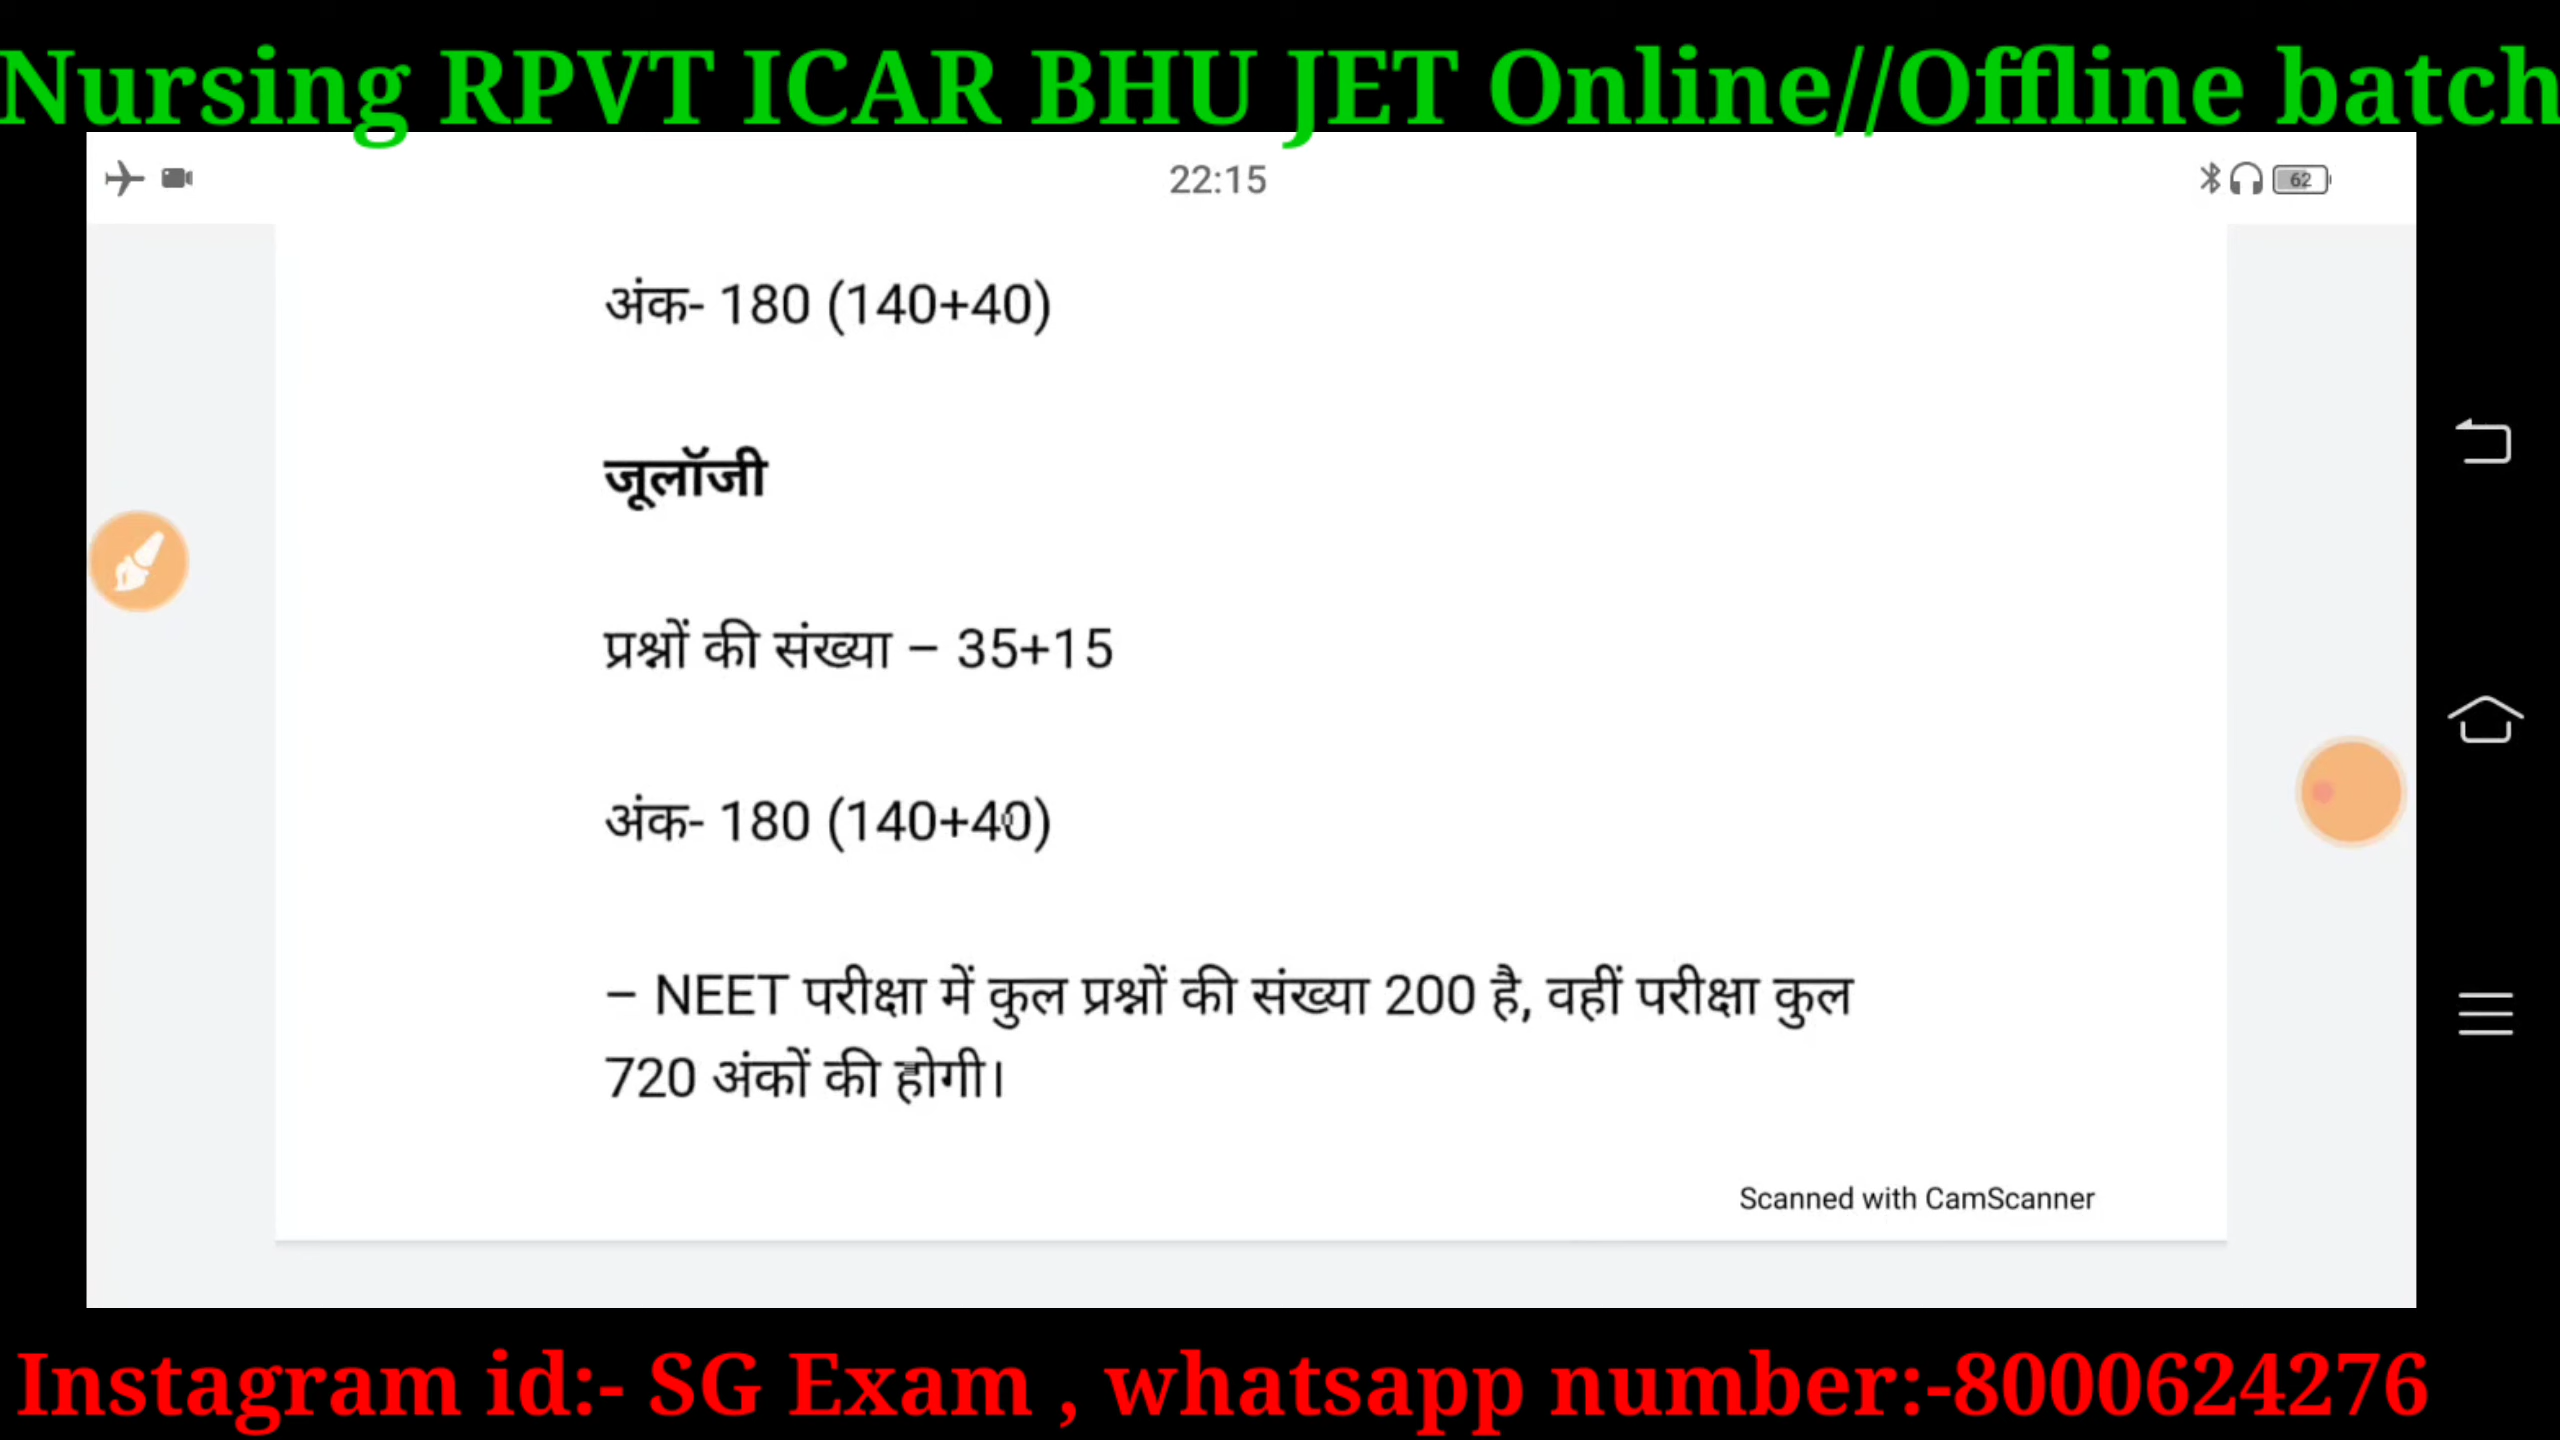 Nursing RPVT ICAR BHU JET Online//Offline batch
22:15
62
अंक- 180 (140+40)
जूलॉजी
प्रश्नों की संख्या – 35+15
अंक- 180 (140+40)
– NEET परीक्षा में कुल प्रश्नों की संख्या 200 है, वहीं परीक्षा कुल
720 अंकों की होगी।
Scanned with CamScanner
Instagram id:- SG Exam , whatsapp number:-8000624276